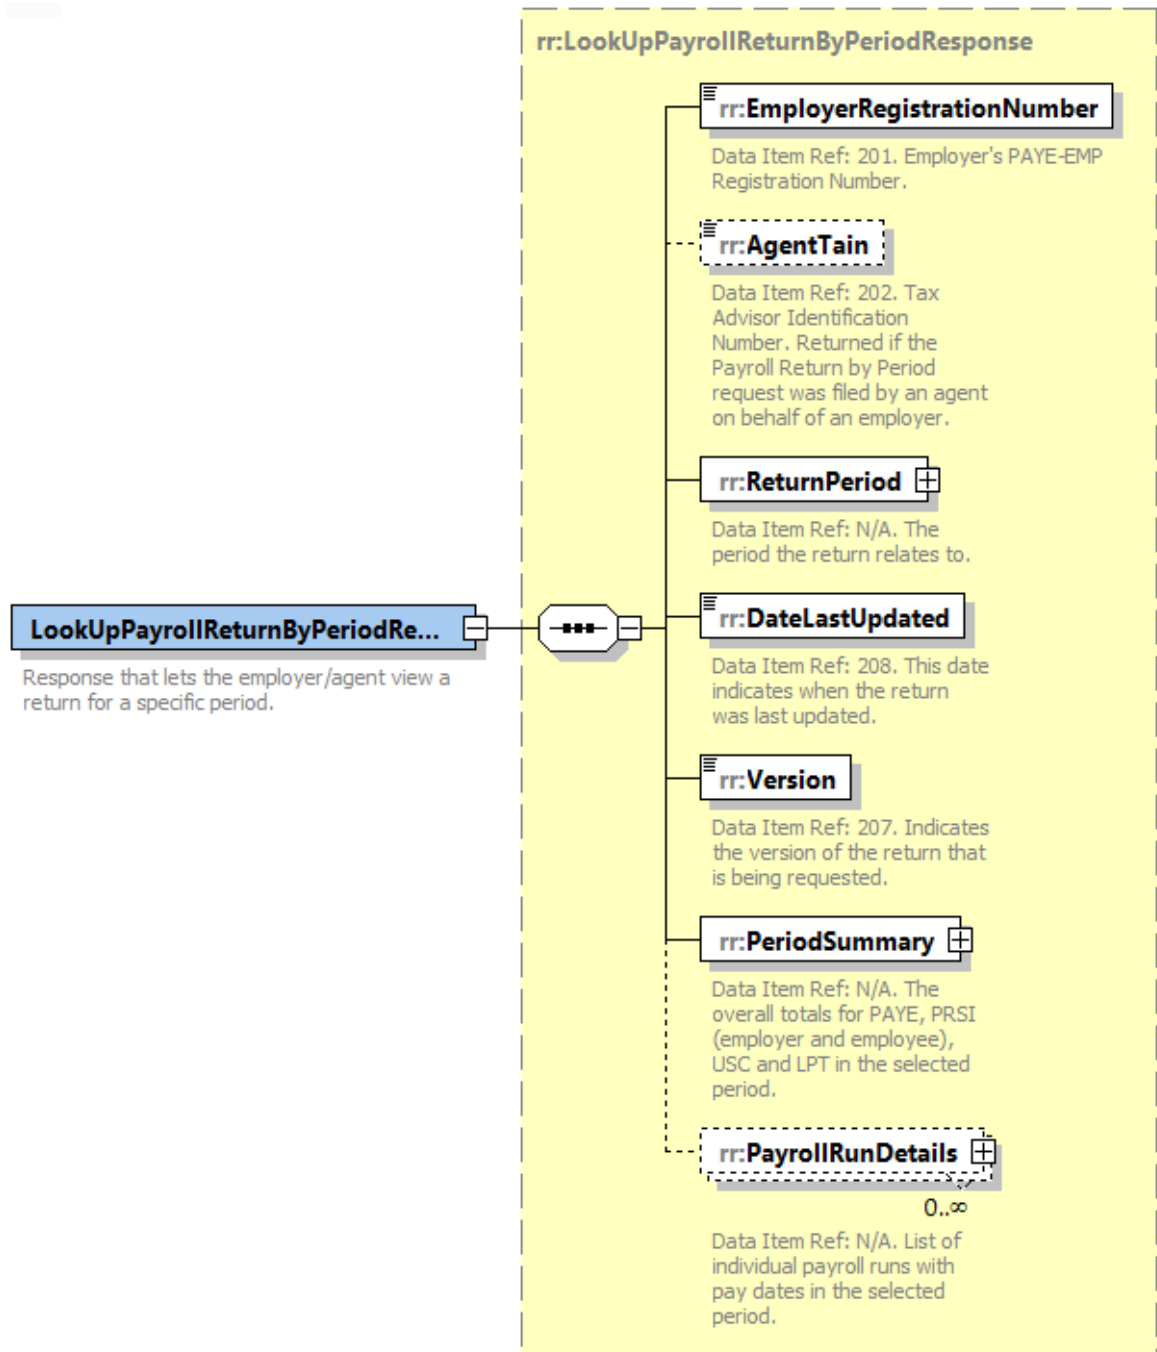 rr:LookUpPayrollReturnByPeriodResponse
rr:EmployerRegistrationNumber
Data Item Ref: 201. Employer's PAYE-EMP
Registration Number.
rr:AgentTain
Data Item Ref: 202. Tax
Advisor Identification
Number. Returned if the
Payroll Return by Period
request was filed by an agent
on behalf of an employer.
rr:ReturnPeriod
Data Item Ref: N/A. The
period the return relates to.
LookUpPayrollReturnByPeriodRe...
Response that lets the employer/agent view a
return for a specific period.
rr:DateLastUpdated
Data Item Ref: 208. This date
indicates when the return
was last updated.
rr:Version
Data Item Ref: 207. Indicates
the version of the return that
is being requested.
rr:PeriodSummary
Data Item Ref: N/A. The
overall totals for PAYE, PRSI
(employer and employee),
USC and LPT in the selected
period.
rr:PayrollRunDetails
0..∞
Data Item Ref: N/A. List of
individual payroll runs with
pay dates in the selected
period.